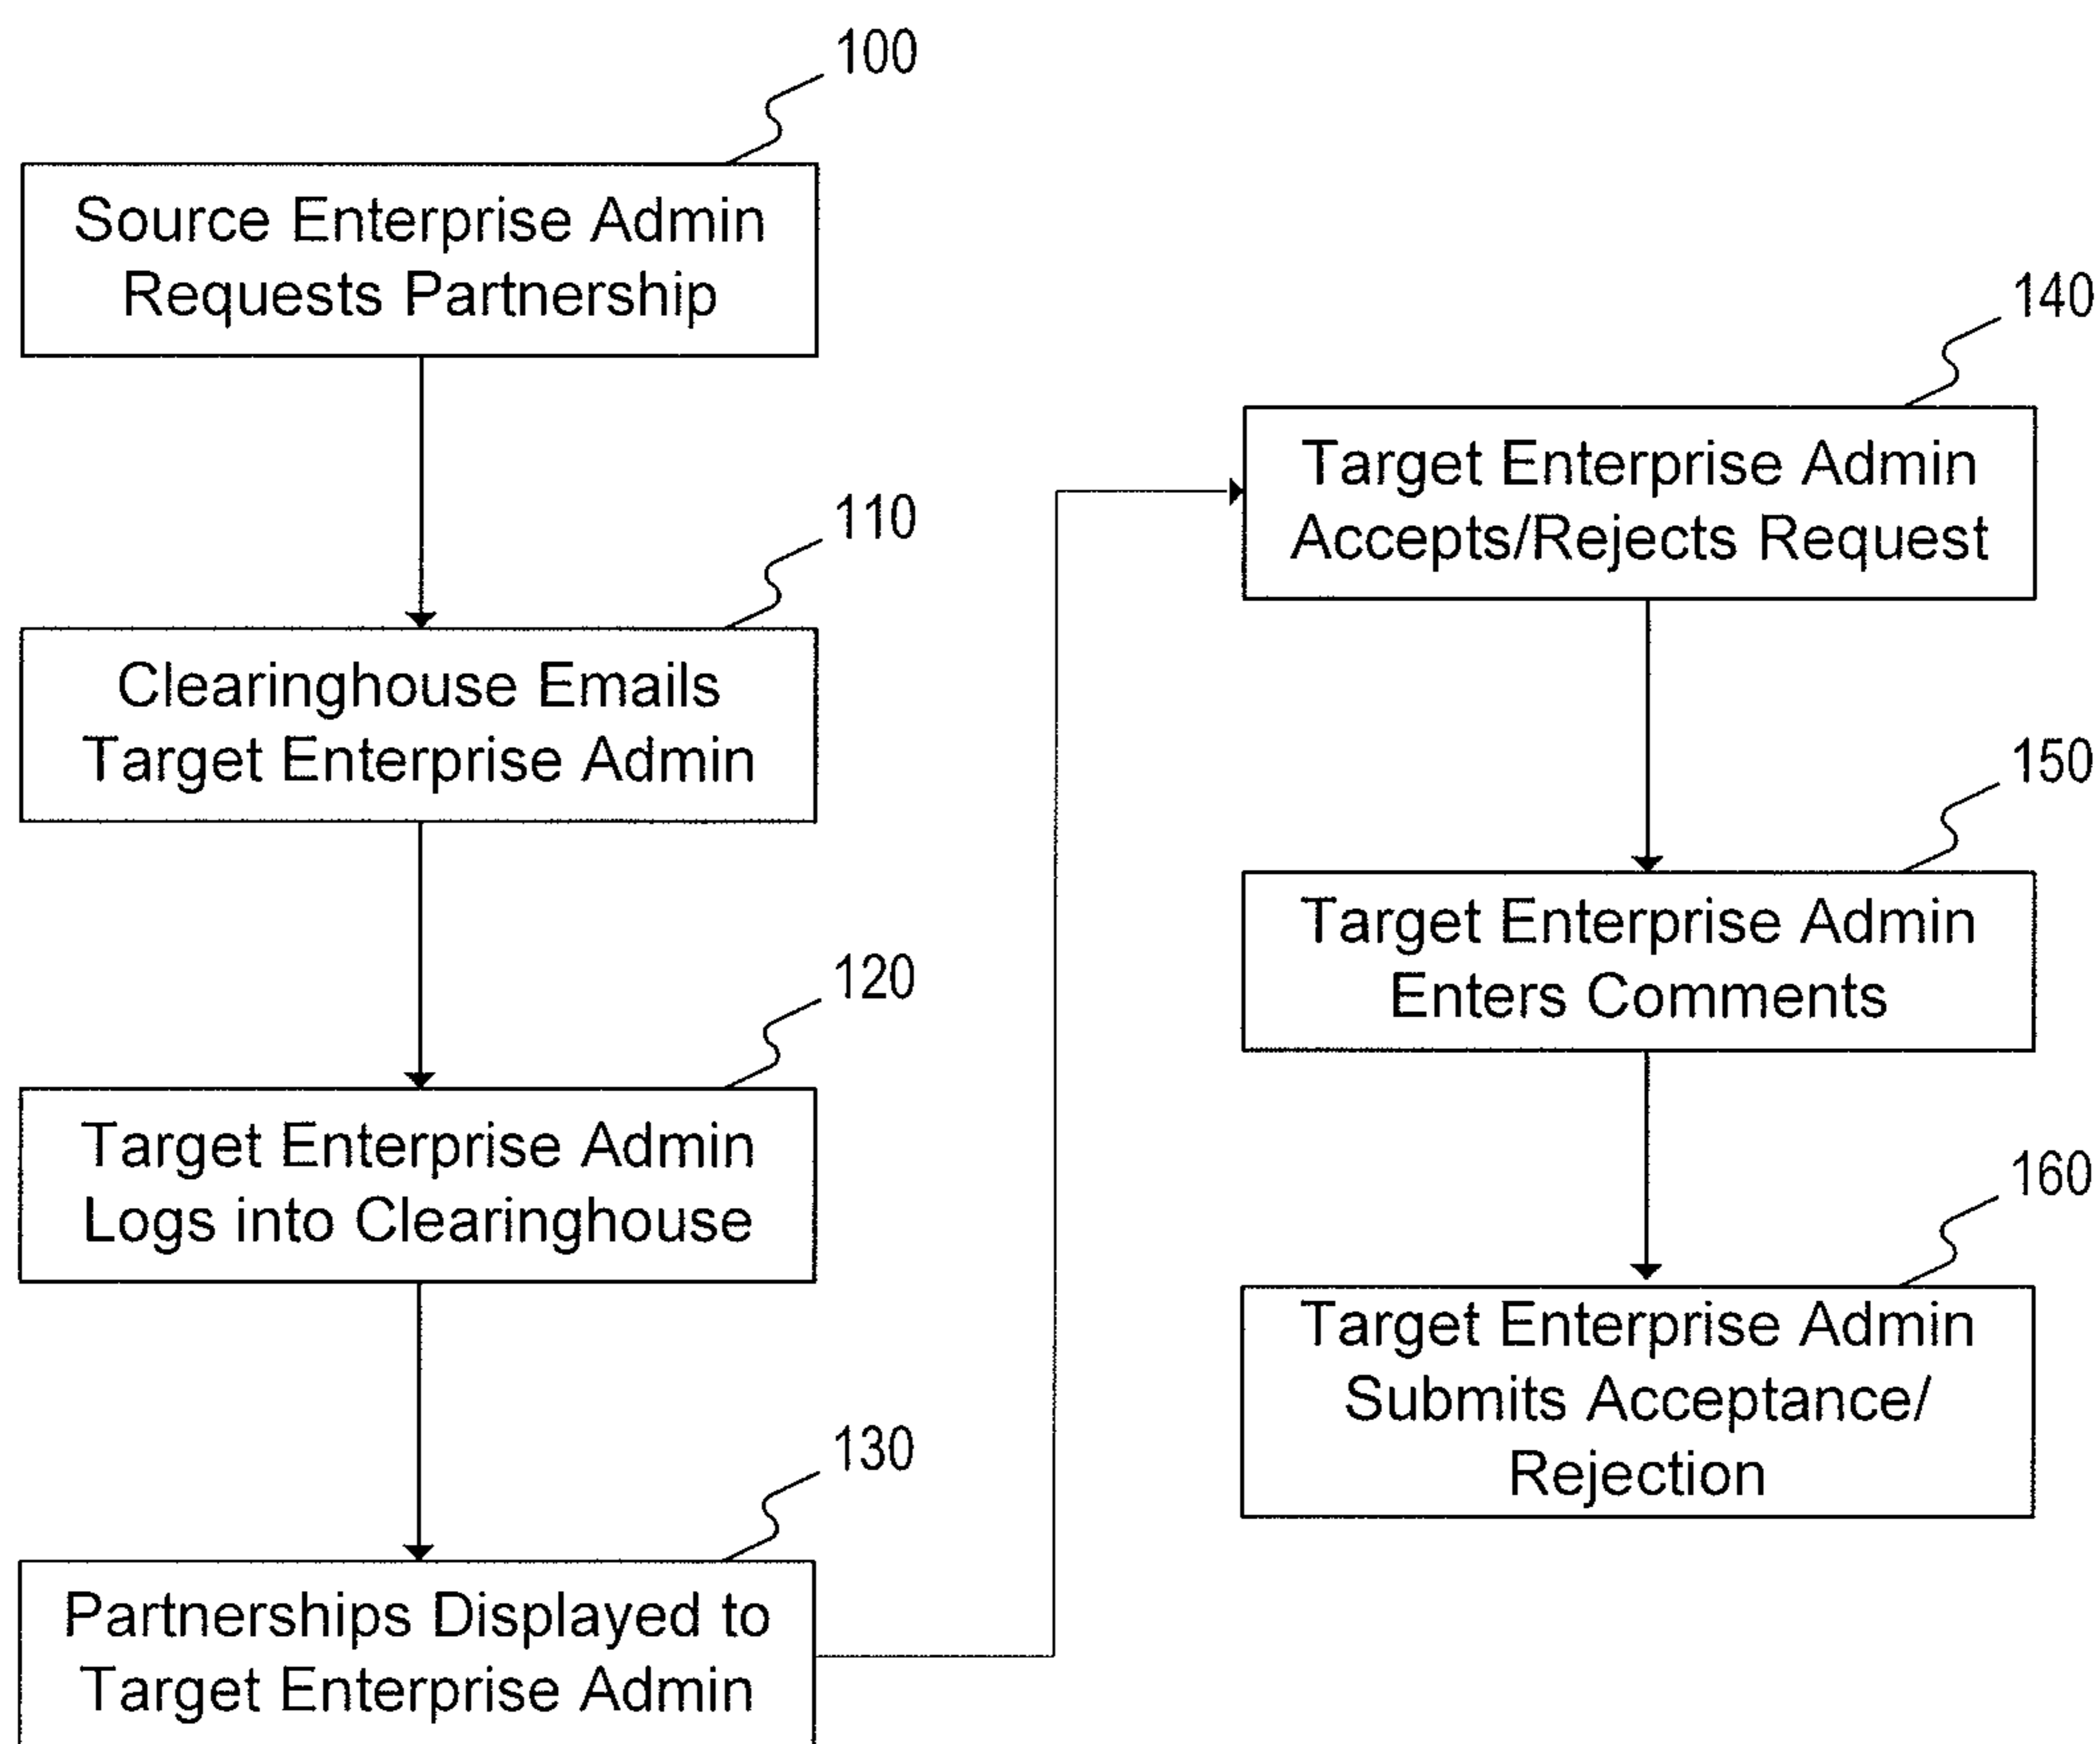 100
Source Enterprise Admin
Requests Partnership
110
Clearinghouse Emails
Target Enterprise Admin
120
Target Enterprise Admin
Logs into Clearinghouse
130
Partnerships Displayed to
Target Enterprise Admin
140
Target Enterprise Admin
Accepts/Rejects Request
150
Target Enterprise Admin
Enters Comments
160
Target Enterprise Admin
Submits Acceptance/
Rejection